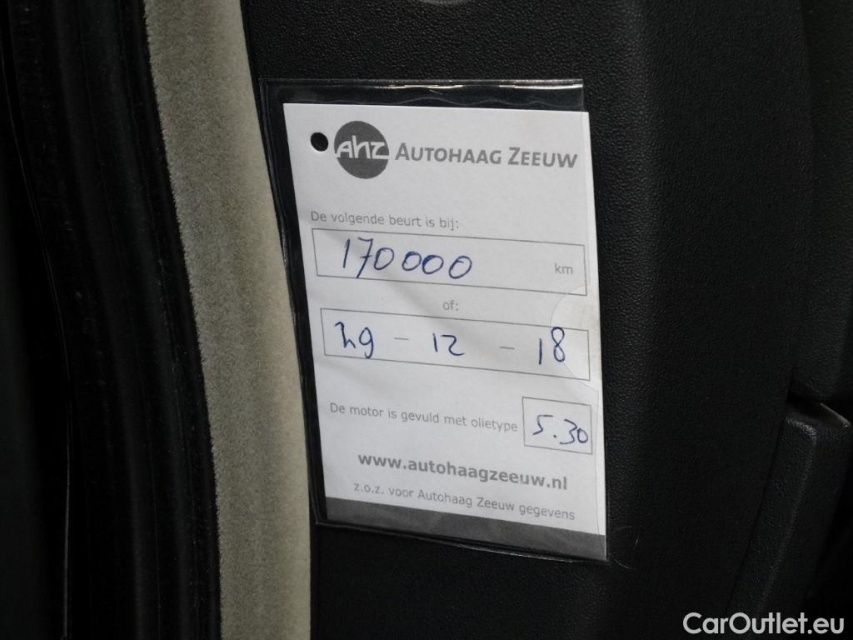 ahz AUTOHAAG ZEEUW
De volgende beurt is bij:
170000 km
of:
29 - 12 - 18
De motor is gevuld met olietype 5.30
www.autohaagzeeuw.nl
z.o.z. voor Autohaag Zeeuw gegevens
CarOutlet.eu